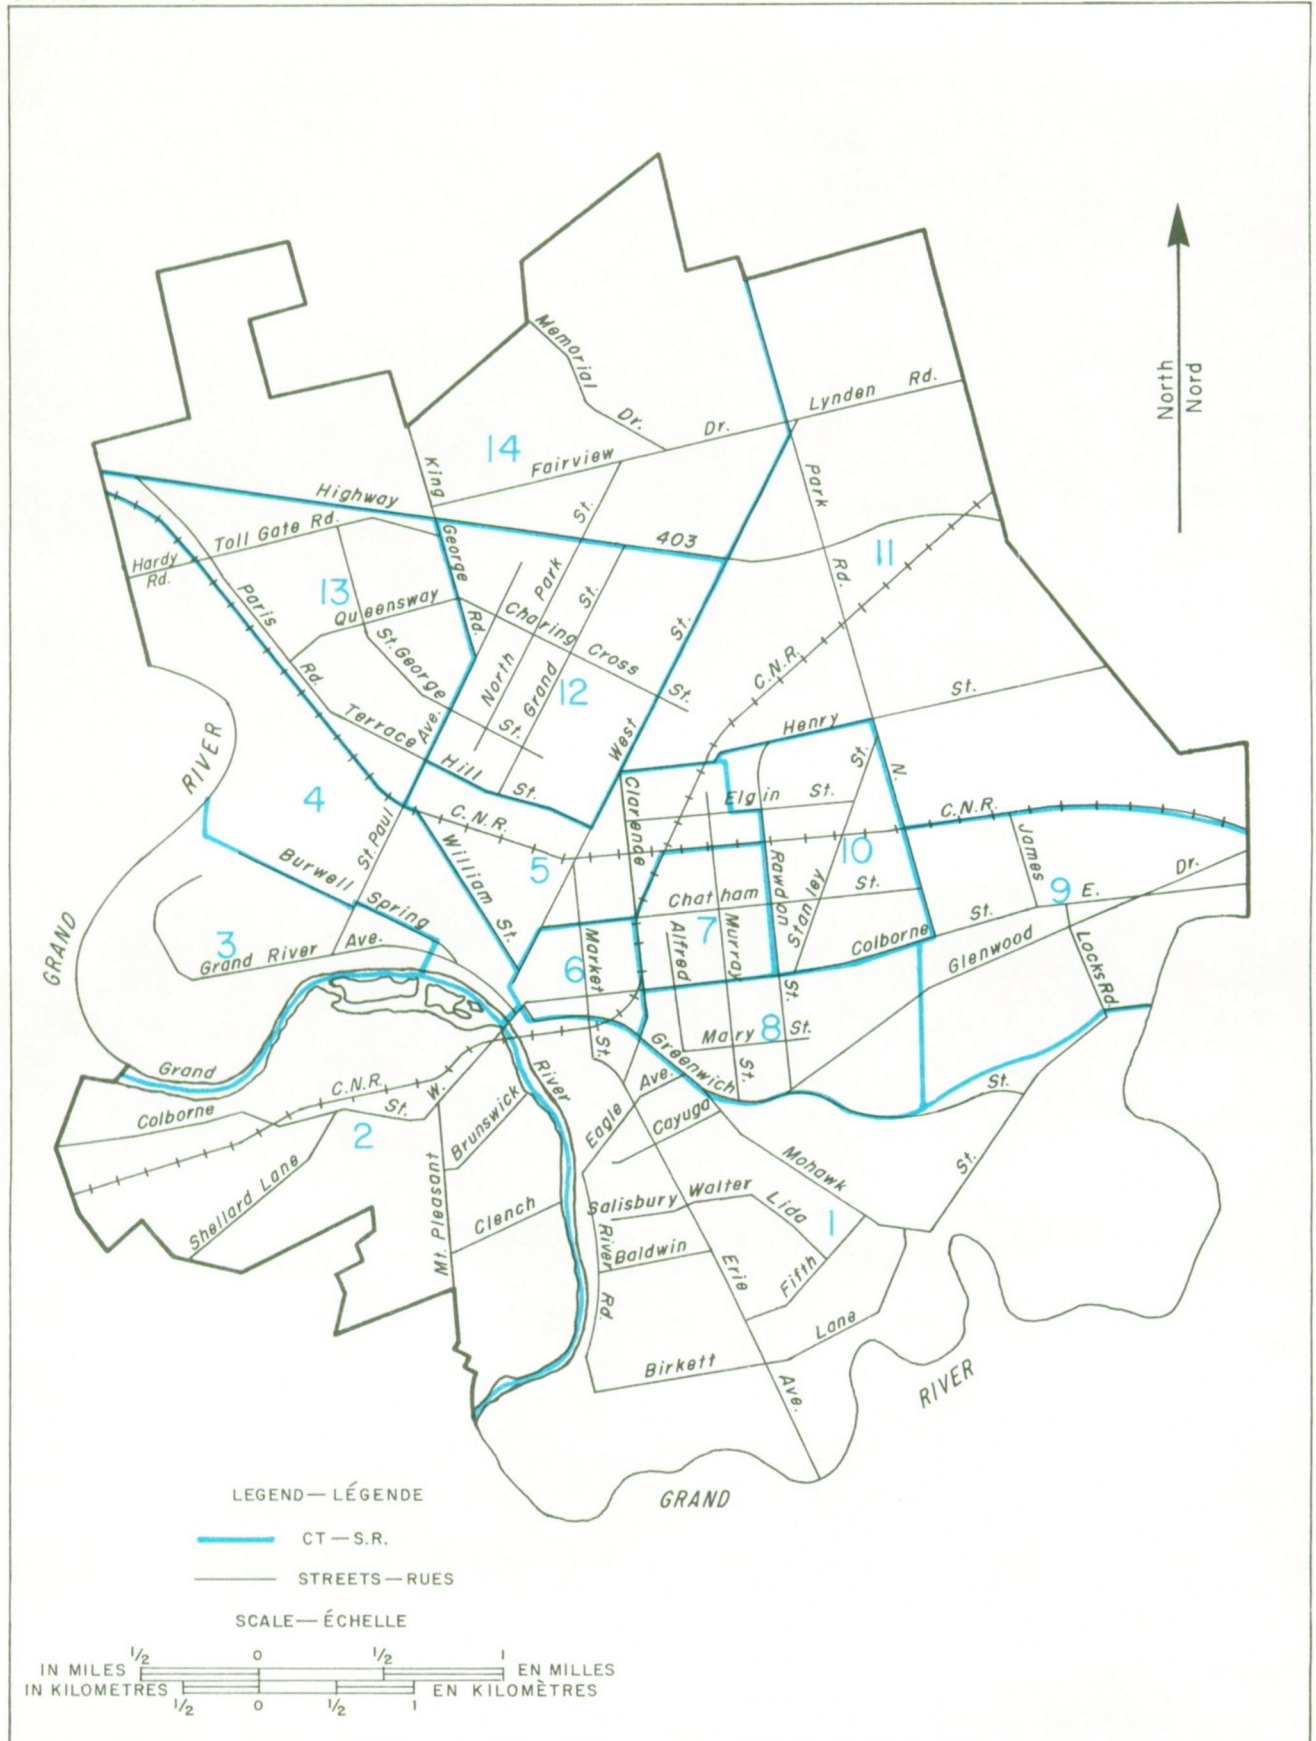 North
Nord
Memorial Dr.
Lynden Rd.
Fairview Dr.
14
King George Rd.
Highway 403
Park Rd. N.
11
Toll Gate Rd.
Hardy Rd.
Paris Rd.
13
Queensway
St. George St.
North Park St.
Grand St.
Charing Cross St.
12
West St.
C.N.R.
Henry St.
Terrace Hill St.
St. Paul Ave.
RIVER
4
C.N.R.
William St.
5
Clarence
Elgin St.
C.N.R.
James
10
Rawdon St.
Stanley St.
Chatham St.
9
Dr.
Colborne St. E.
Glenwood
Locks Rd.
Burwell
Spring
3
Grand River Ave.
GRAND
6
Market St.
7
Alfred
Murray St.
8
Mary St.
Greenwich St.
Grand River
C.N.R.
Colborne St. W.
2
Shellard Lane
Brunswick
Mt. Pleasant
Clench
Eagle Ave.
Cayuga
Mohawk St.
Salisbury
Walter
Lida
1
River Rd.
Baldwin
Erie Ave.
Fifth
Birkett Lane
RIVER
GRAND
LEGEND—LÉGENDE
CT—S.R.
STREETS—RUES
SCALE—ÉCHELLE
1/2 0 1/2 1
IN MILES EN MILLES
IN KILOMETRES EN KILOMÈTRES
1/2 0 1/2 1